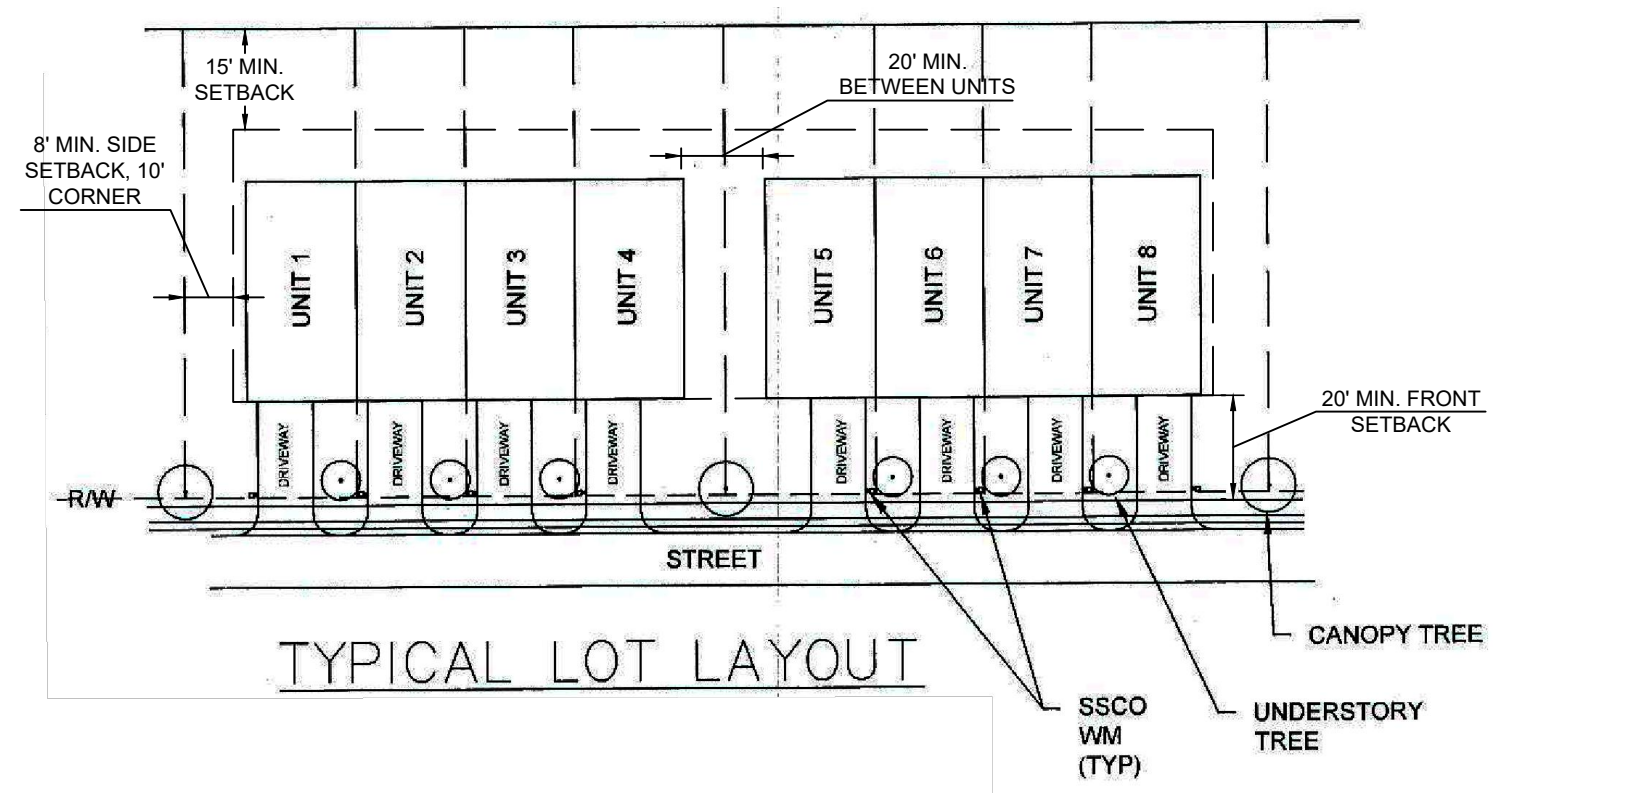 15' MIN.
SETBACK
20' MIN.
BETWEEN UNITS
8' MIN. SIDE
SETBACK, 10'
CORNER
UNIT 1
UNIT 2
UNIT 3
UNIT 4
UNIT 5
UNIT 6
UNIT 7
UNIT 8
20' MIN. FRONT
SETBACK
DRIVEWAY
DRIVEWAY
DRIVEWAY
DRIVEWAY
DRIVEWAY
DRIVEWAY
DRIVEWAY
DRIVEWAY
R/W
STREET
CANOPY TREE
TYPICAL LOT LAYOUT
SSCO
WM
(TYP)
UNDERSTORY
TREE